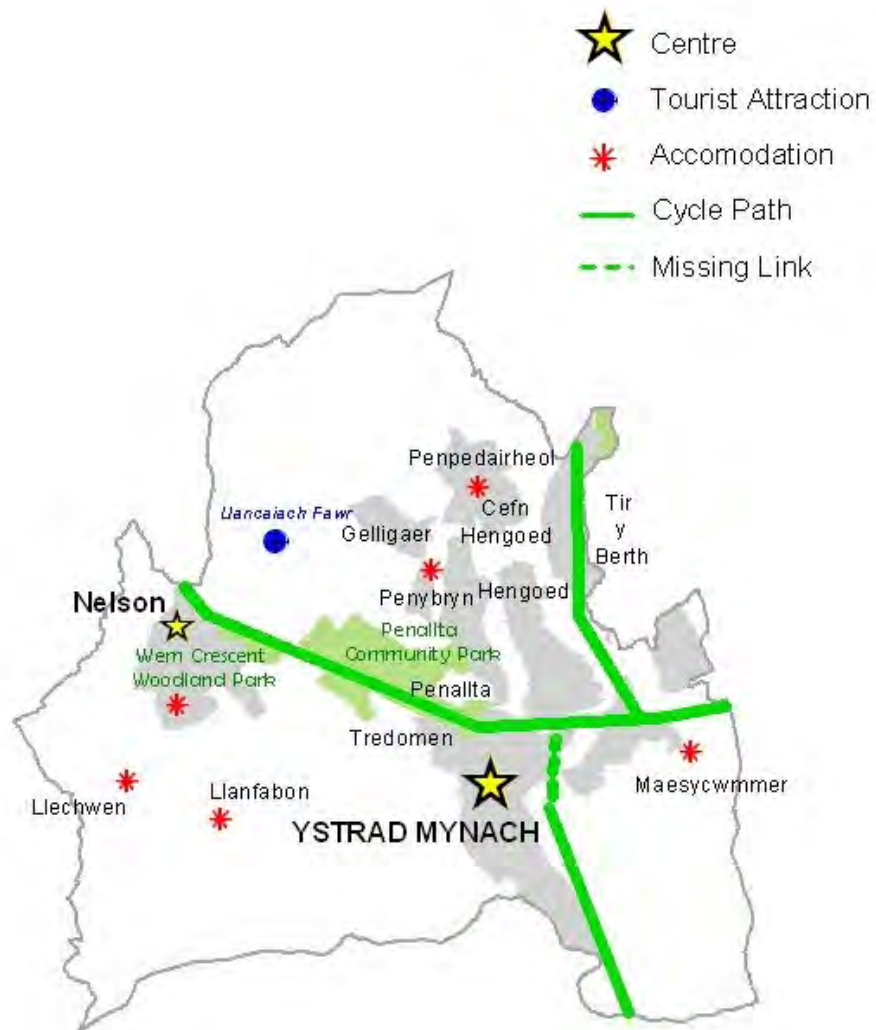 Centre
Tourist Attraction
Accomodation
Cycle Path
Missing Link
Penpedairheol
Cefn
Hengoed
Tir
y
Berth
Llancaiach Fawr
Gelligaer
Penybryn
Hengoed
Nelson
Wern Crescent
Woodland Park
Penallta
Community Park
Penallta
Tredomen
Llechwen
Llanfabon
Maesycwmmer
YSTRAD MYNACH